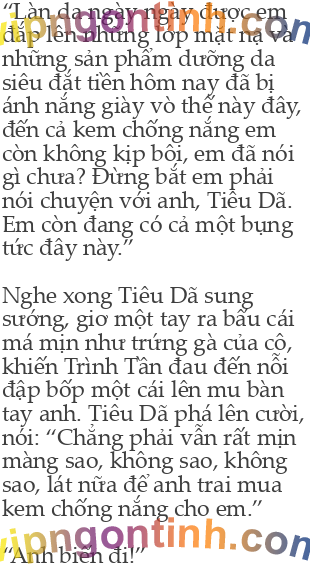 “Làn da ngày ngày được em
đắp lên những lớp mặt nạ và
những sản phẩm dưỡng da
siêu đắt tiền hôm nay đã bị
ánh nắng giày vò thế này đây,
đến cả kem chống nắng em
còn không kịp bôi, em đã nói
gì chưa? Đừng bắt em phải
nói chuyện với anh, Tiêu Dã.
Em còn đang có cả một bụng
tức đây này.”
Nghe xong Tiêu Dã sung
sướng, giơ một tay ra bấu cái
má mịn như trứng gà của cô,
khiến Trình Tần đau đến nỗi
đập bốp một cái lên mu bàn
tay anh. Tiêu Dã phá lên cười,
nói: “Chẳng phải vẫn rất mịn
màng sao, không sao, không
sao, lát nữa để anh trai mua
kem chống nắng cho em.”
vipngontinh.com
“Anh biến đi!”